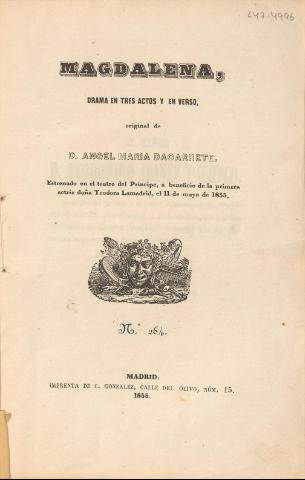 C47-4996
MAGDALENA,
DRAMA EN TRES ACTOS Y EN VERSO,
original de
D. ANGEL MARIA DACARRETE.
Estrenado en el teatro del Principe, a beneficio de la primera
actriz doña Teodora Lamadrid, el 11 de mayo de 1855.
N.º 264.
MADRID.
IMPRENTA DE C. GONZALEZ, CALLE DEL OLIVO, NÚM. 15.
1855.